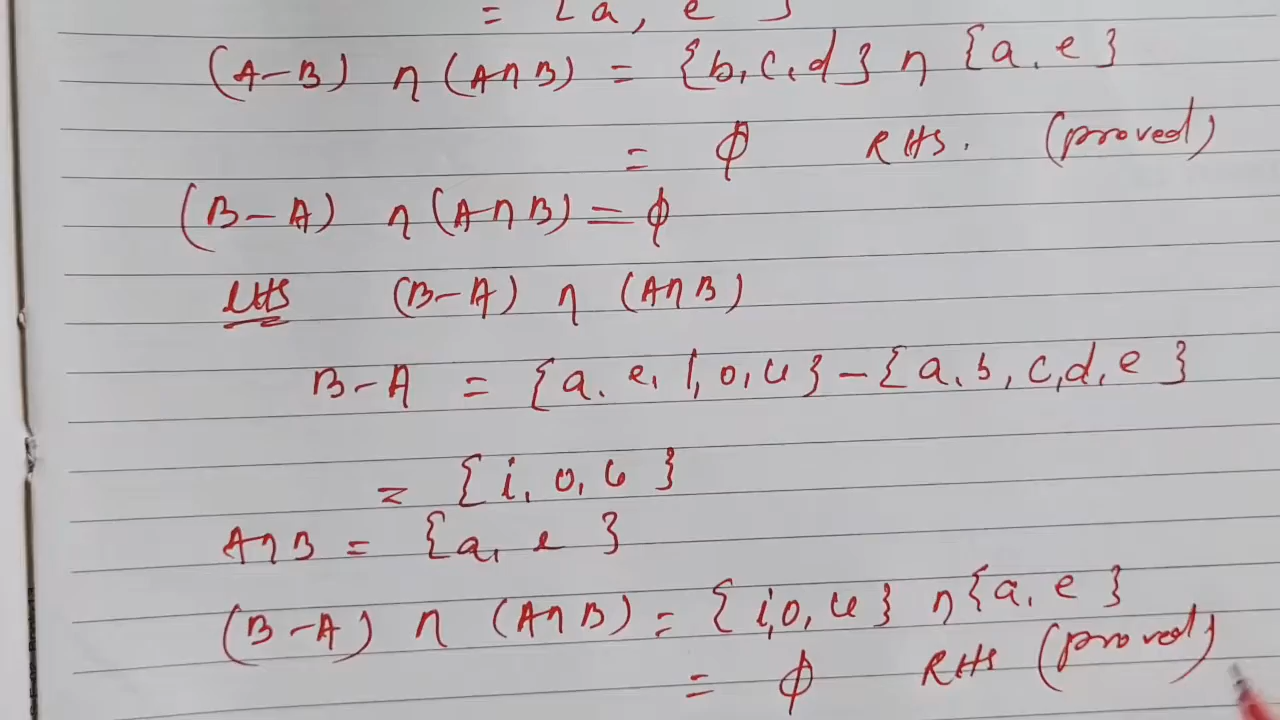 = {a, e }
(A-B) ∩ (A∩B) = {b, c, d } ∩ {a, e }
= ϕ RHS. (proved)
(B-A) ∩ (A∩B) = ϕ
LHS (B-A) ∩ (A∩B)
B-A = {a, e, i, o, u } - { a, b, c, d, e }
= { i, o, u }
A∩B = {a, e }
(B-A) ∩ (A∩B) = { i, o, u } ∩ {a, e }
= ϕ RHS (proved)